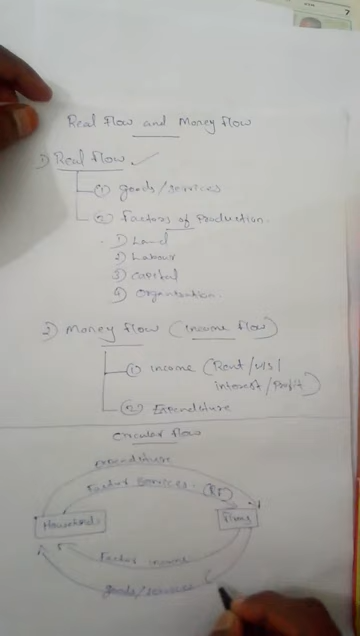 Real flow and Money flow
1) Real flow.
① goods/services
② Factors of Production.
1) Land
2) Labour
3) capital
4) organisation.
2) Money flow (income flow)
① income (Rent/w/s/
interest/Profit)
② Expenditure
circular flow
expenditure
Factor services.
Households
Firms
Factor income
goods/services